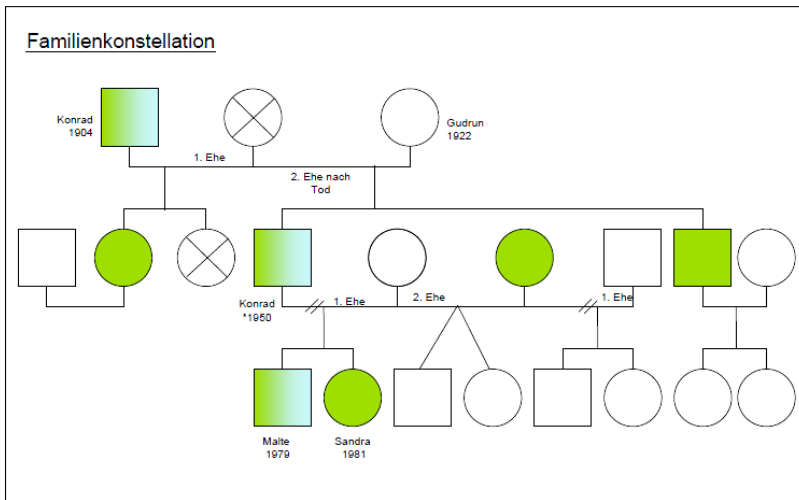 Familienkonstellation
Konrad
1904
Gudrun
1922
1. Ehe
2. Ehe nach
Tod
Konrad
*1950
1. Ehe
2. Ehe
1. Ehe
Malte
1979
Sandra
1981